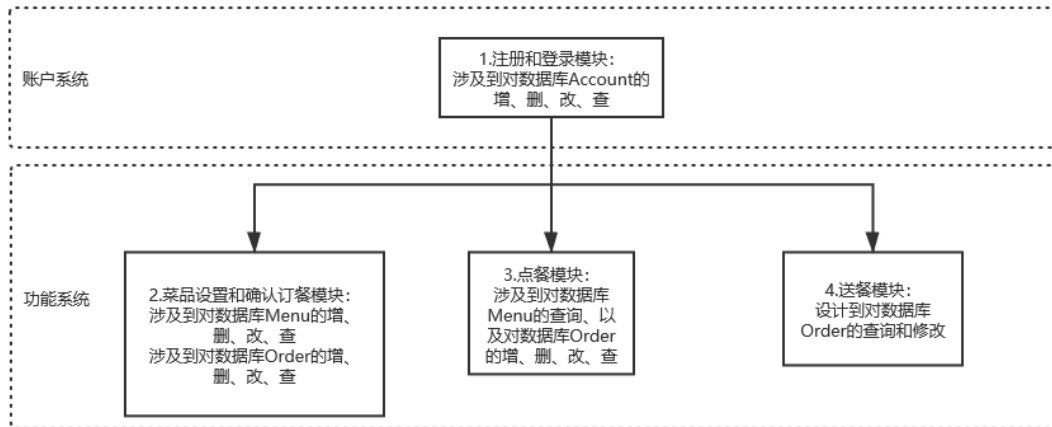 账户系统
1.注册和登录模块：
涉及到对数据库Account的
增、删、改、查
功能系统
2.菜品设置和确认订餐模块：
涉及到对数据库Menu的增、
删、改、查
涉及到对数据库Order的增、
删、改、查
3.点餐模块：
涉及到对数据库
Menu的查询、以
及对数据库Order
的增、删、改、查
4.送餐模块：
设计到对数据库
Order的查询和修改